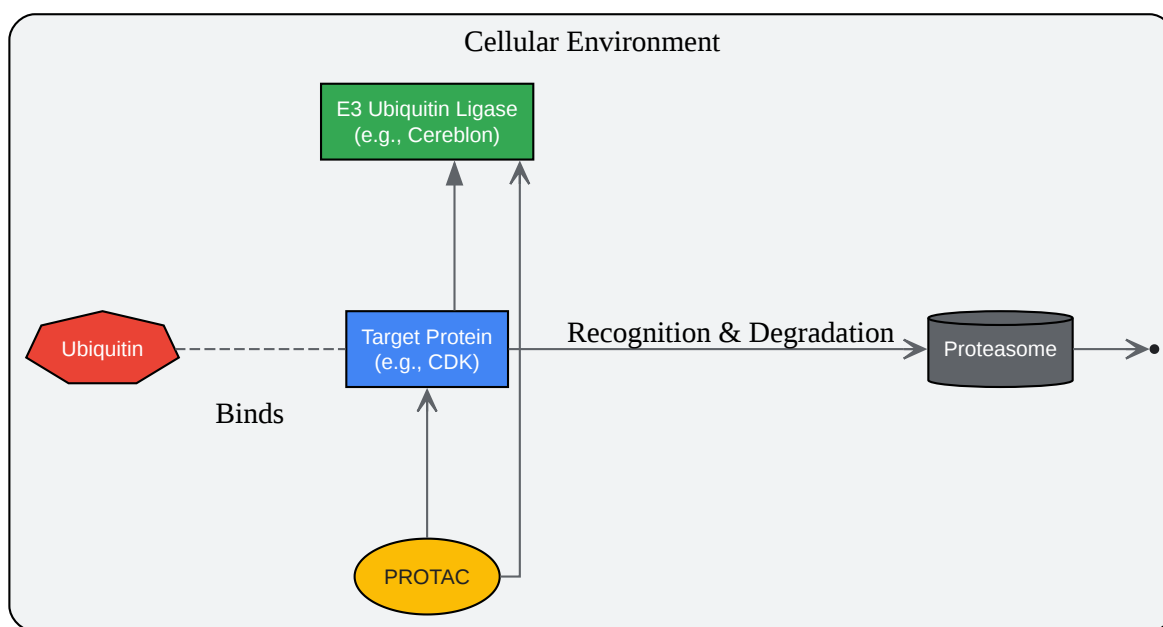 Cellular Environment
E3 Ubiquitin Ligase
(e.g., Cereblon)
Ubiquitin
Target Protein
(e.g., CDK)
Recognition & Degradation
Proteasome
Binds
PROTAC